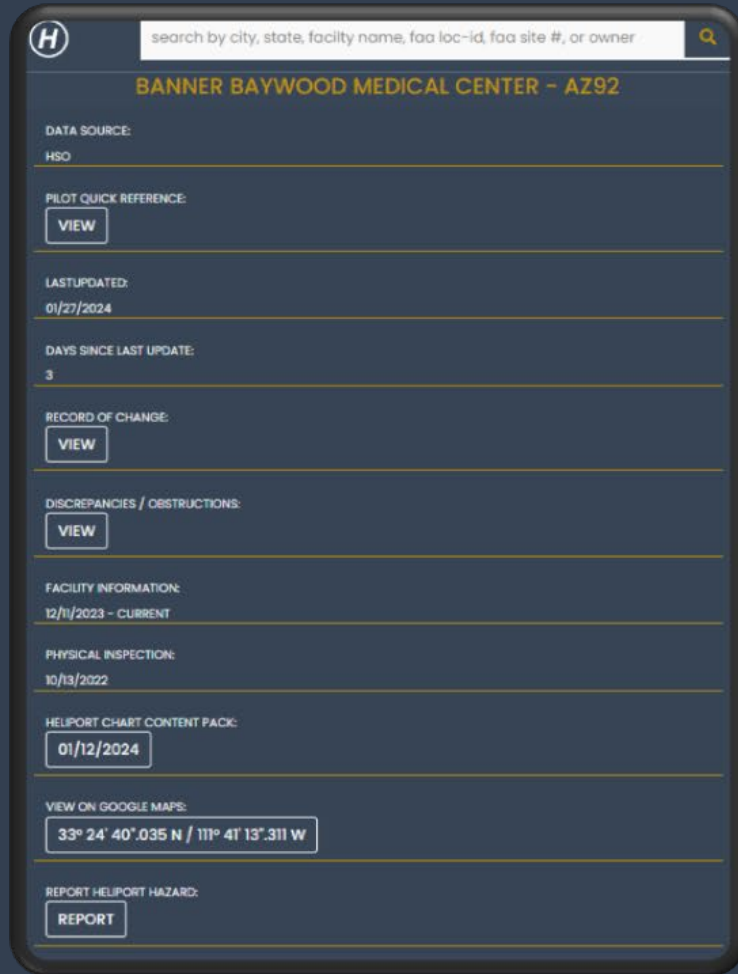 H
search by city, state, facilty name, faa loc-id, faa site #, or owner
BANNER BAYWOOD MEDICAL CENTER - AZ92
DATA SOURCE:
HSO
PILOT QUICK REFERENCE:
VIEW
LASTUPDATED:
01/27/2024
DAYS SINCE LAST UPDATE:
3
RECORD OF CHANGE:
VIEW
DISCREPANCIES / OBSTRUCTIONS:
VIEW
FACILITY INFORMATION:
12/11/2023 - CURRENT
PHYSICAL INSPECTION:
10/13/2022
HELIPORT CHART CONTENT PACK:
01/12/2024
VIEW ON GOOGLE MAPS:
33º 24' 40".035 N / 111º 41' 13".311 W
REPORT HELIPORT HAZARD:
REPORT